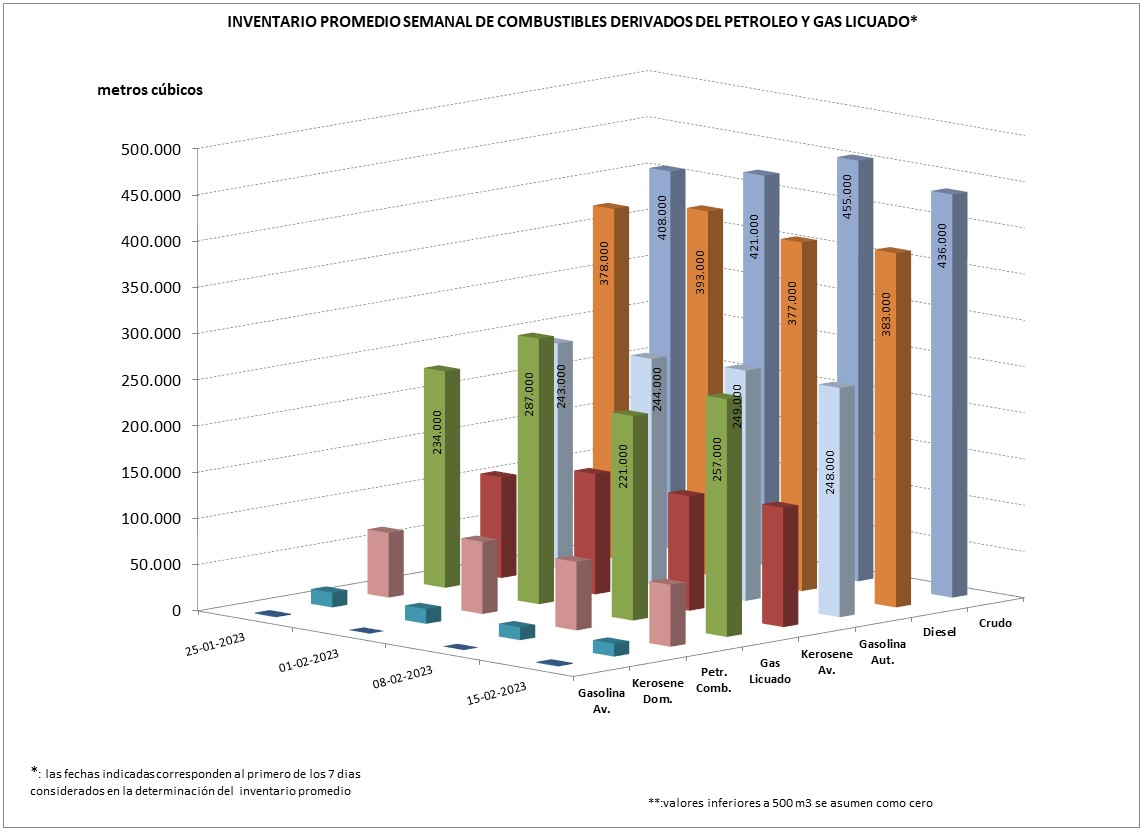 INVENTARIO PROMEDIO SEMANAL DE COMBUSTIBLES DERIVADOS DEL PETROLEO Y GAS LICUADO*
metros cúbicos
500.000
450.000
400.000
350.000
300.000
250.000
200.000
150.000
100.000
50.000
0
408.000
421.000
455.000
436.000
378.000
393.000
377.000
383.000
243.000
244.000
249.000
248.000
234.000
287.000
221.000
257.000
25-01-2023
01-02-2023
08-02-2023
15-02-2023
Gasolina
Av.
Kerosene
Dom.
Petr.
Comb.
Gas
Licuado
Kerosene
Av.
Gasolina
Aut.
Diesel
Crudo
*: las fechas indicadas corresponden al primero de los 7 dias
considerados en la determinación del inventario promedio
**:valores inferiores a 500 m3 se asumen como cero